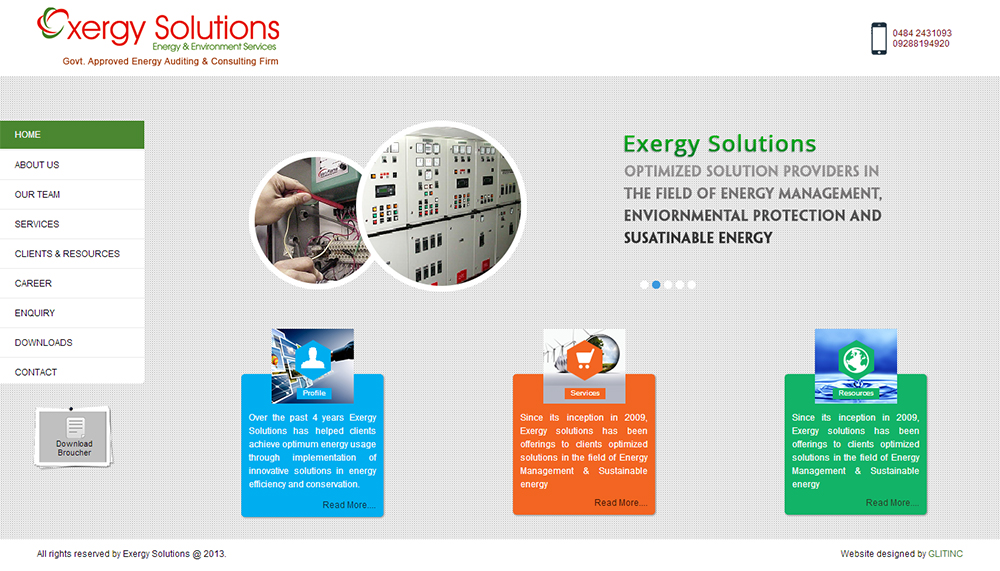 Exergy Solutions
Energy & Environment Services
Govt. Approved Energy Auditing & Consulting Firm
0484 2431093
09288194920
HOME
ABOUT US
OUR TEAM
SERVICES
CLIENTS & RESOURCES
CAREER
ENQUIRY
DOWNLOADS
CONTACT
Download
Broucher
Exergy Solutions
OPTIMIZED SOLUTION PROVIDERS IN
THE FIELD OF ENERGY MANAGEMENT,
ENVIORNMENTAL PROTECTION AND
SUSATINABLE ENERGY
Profile
Over the past 4 years Exergy
Solutions has helped clients
achieve optimum energy usage
through implementation of
innovative solutions in energy
efficiency and conservation.
Read More....
Services
Since its inception in 2009,
Exergy solutions has been
offerings to clients optimized
solutions in the field of Energy
Management & Sustainable
energy
Read More....
Resources
Since its inception in 2009,
Exergy solutions has been
offerings to clients optimized
solutions in the field of Energy
Management & Sustainable
energy
Read More....
All rights reserved by Exergy Solutions @ 2013.
Website designed by GLITINC